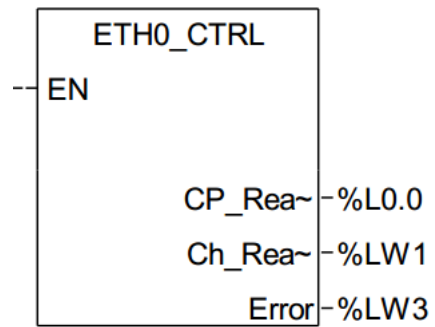 ETH0_CTRL
EN
CP_Rea~ %L0.0
Ch_Rea~ %LW1
Error %LW3